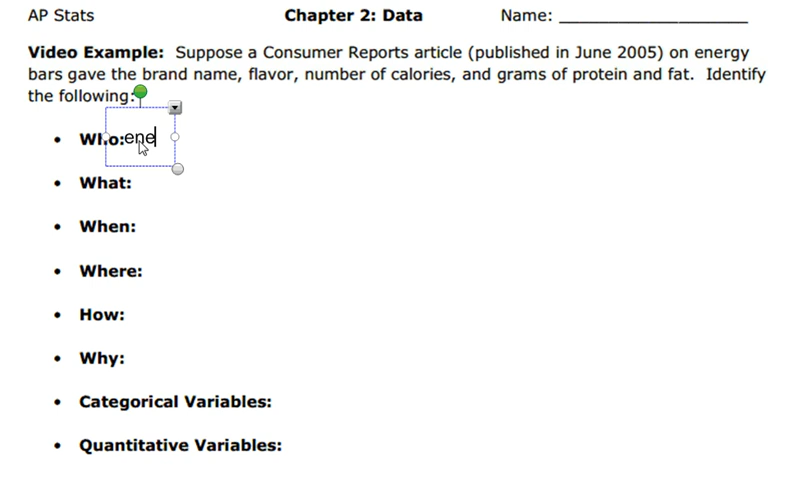 AP Stats Chapter 2: Data Name: ____________________
Video Example: Suppose a Consumer Reports article (published in June 2005) on energy
bars gave the brand name, flavor, number of calories, and grams of protein and fat. Identify
the following:
• Who:ene
• What:
• When:
• Where:
• How:
• Why:
• Categorical Variables:
• Quantitative Variables: